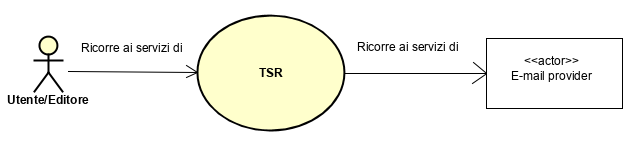 Ricorre ai servizi di
Utente/Editore
TSR
Ricorre ai servizi di
<<actor>>
E-mail provider